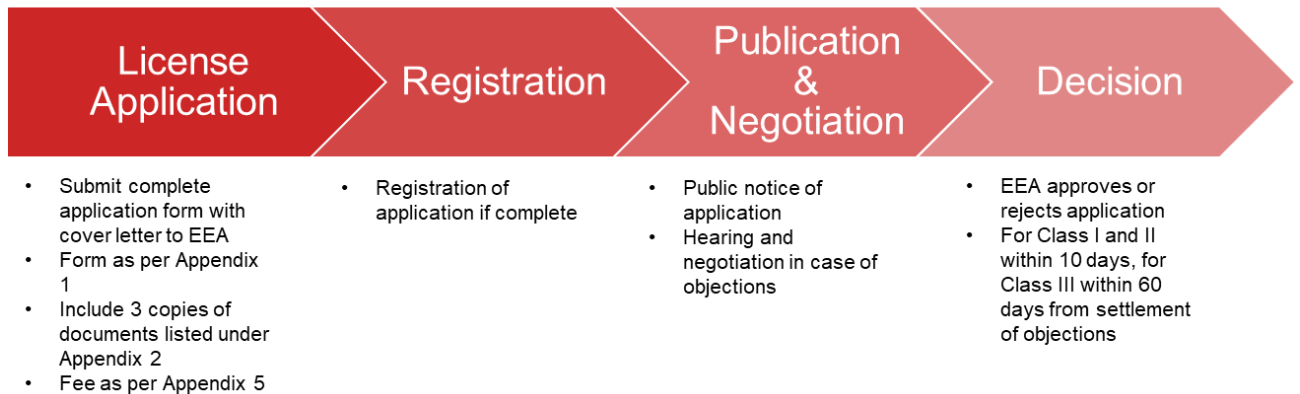 License
Application
Registration
Publication
&
Negotiation
Decision
• Submit complete
application form with
cover letter to EEA
• Form as per Appendix
1
• Include 3 copies of
documents listed under
Appendix 2
• Fee as per Appendix 5
• Registration of
application if complete
• Public notice of
application
• Hearing and
negotiation in case of
objections
• EEA approves or
rejects application
• For Class I and II
within 10 days, for
Class III within 60
days from settlement
of objections